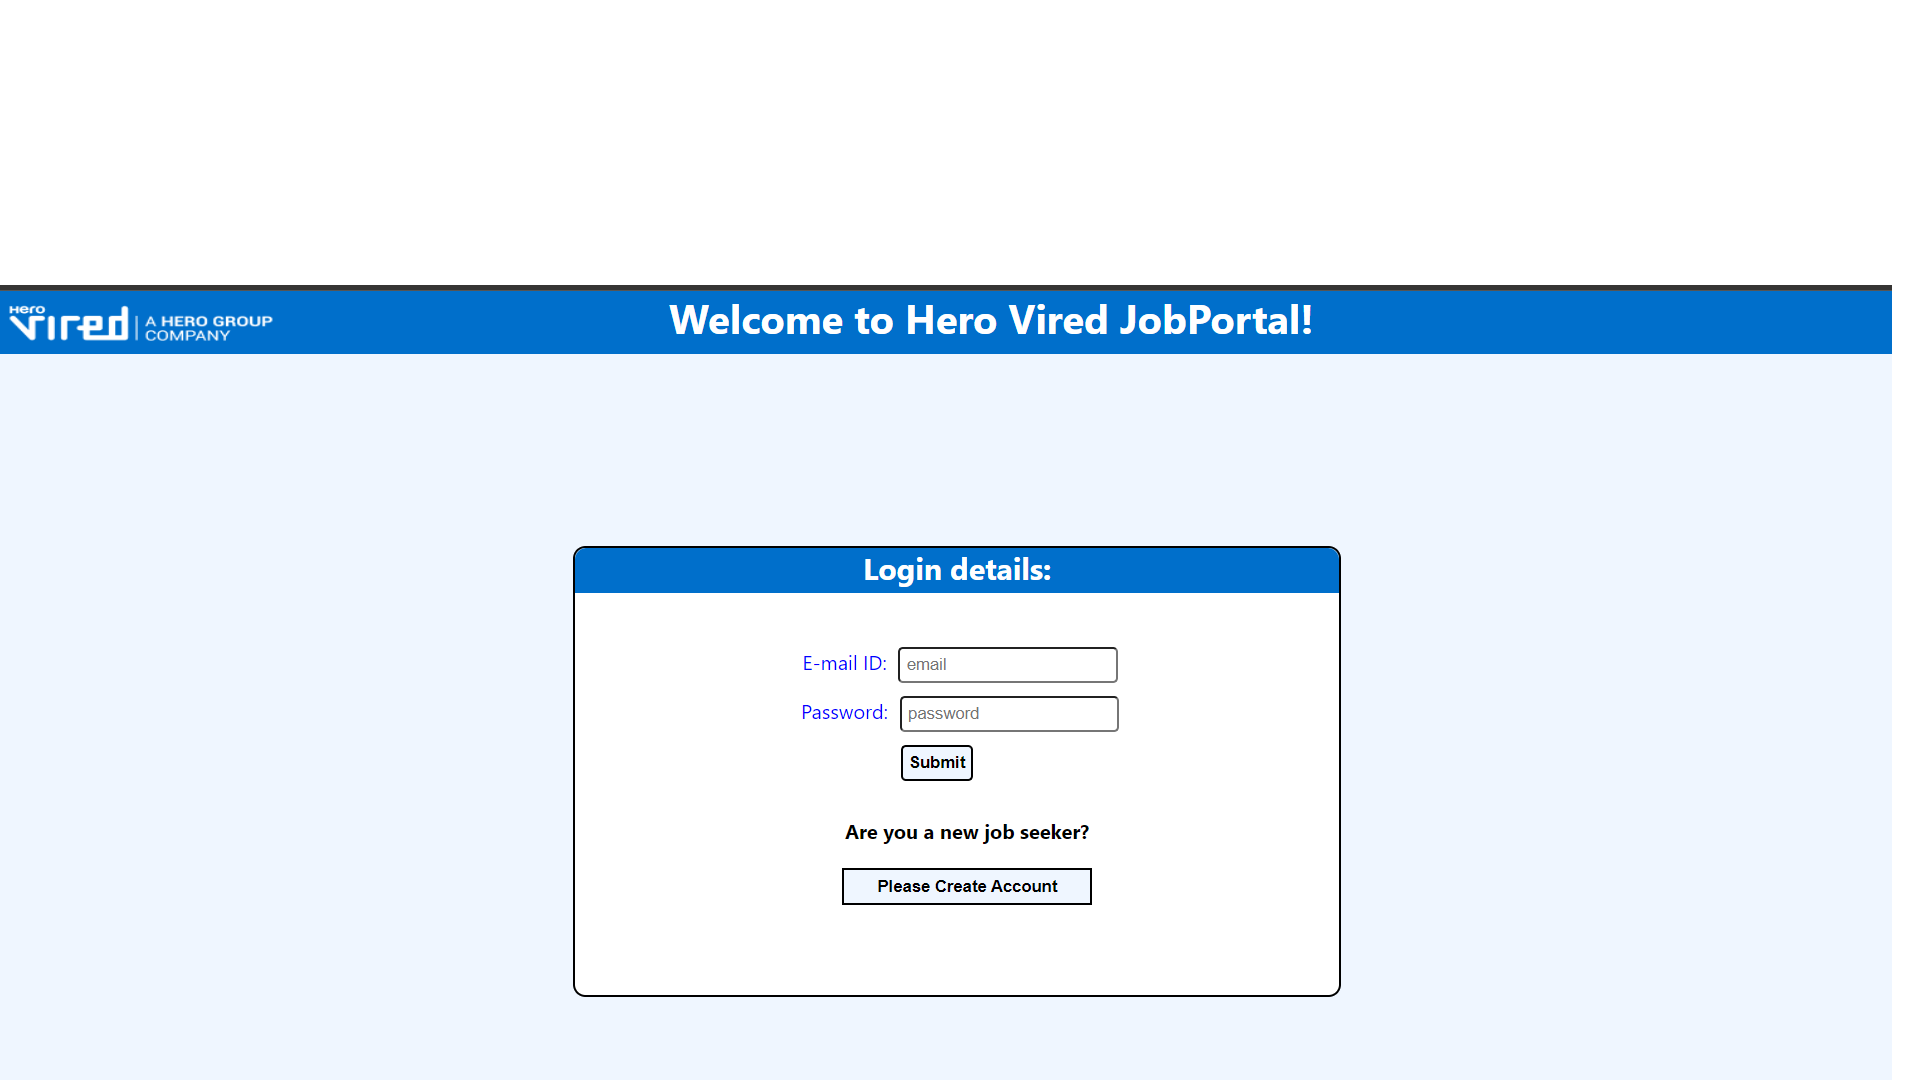 Hero
Vired
A HERO GROUP
COMPANY
Welcome to Hero Vired JobPortal!
Login details:
E-mail ID: email
Password: password
Submit
Are you a new job seeker?
Please Create Account